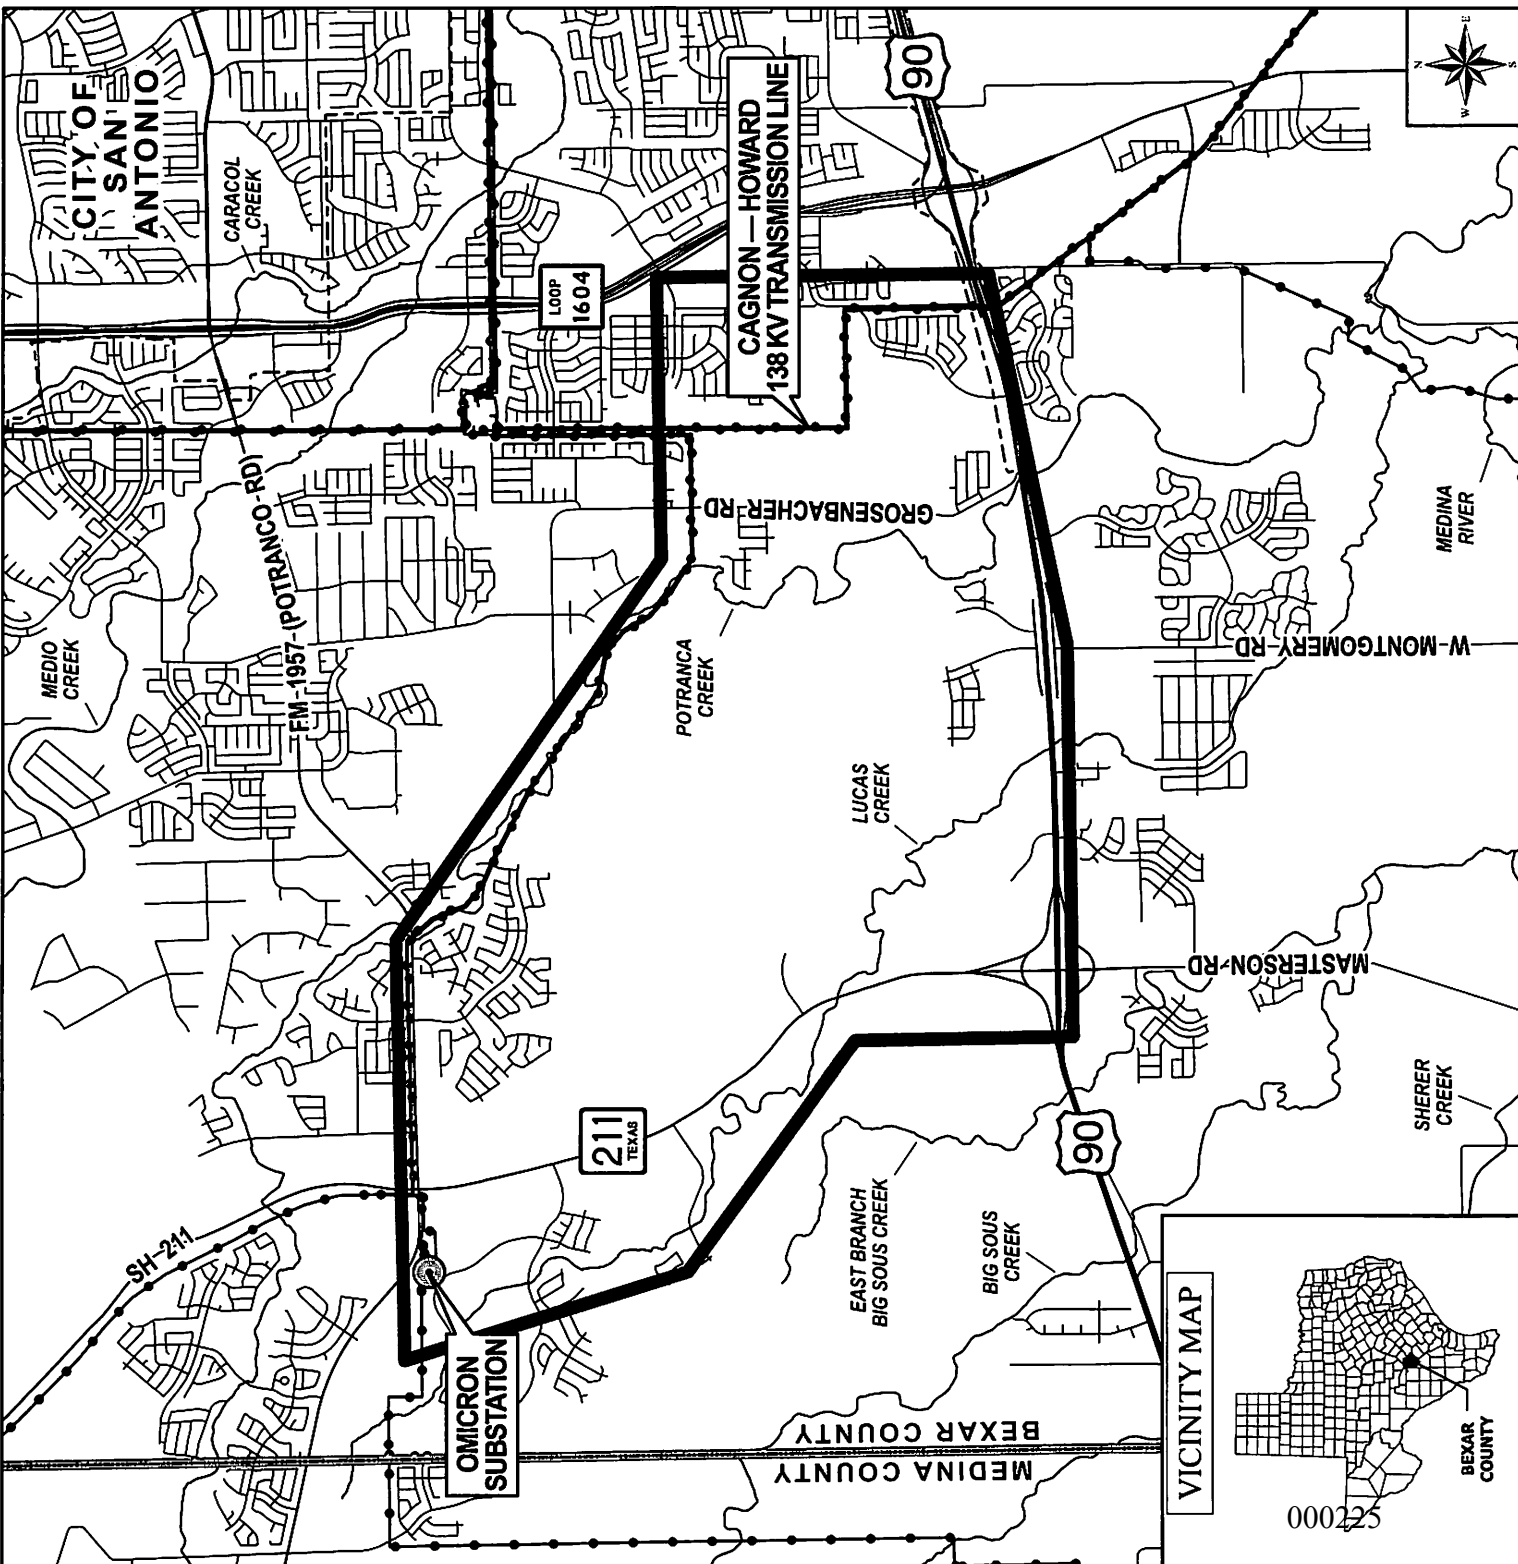 CITY OF
SAN
ANTONIO
CARACOL
CREEK
90
N
E
S
W
LOOP
1604
CAGNON — HOWARD
138 KV TRANSMISSION LINE
FM-1957-(POTRANCO-RD)
GROSENBACHER-RD
MEDINA
RIVER
MEDIO
CREEK
POTRANCA
CREEK
W-MONTGOMERY-RD
LUCAS
CREEK
MASTERSON-RD
211
TEXAS
SH-211
EAST BRANCH
BIG SOUS CREEK
90
SHERER
CREEK
BIG SOUS
CREEK
OMICRON
SUBSTATION
BEXAR COUNTY
MEDINA COUNTY
VICINITY MAP
BEXAR
COUNTY
000225